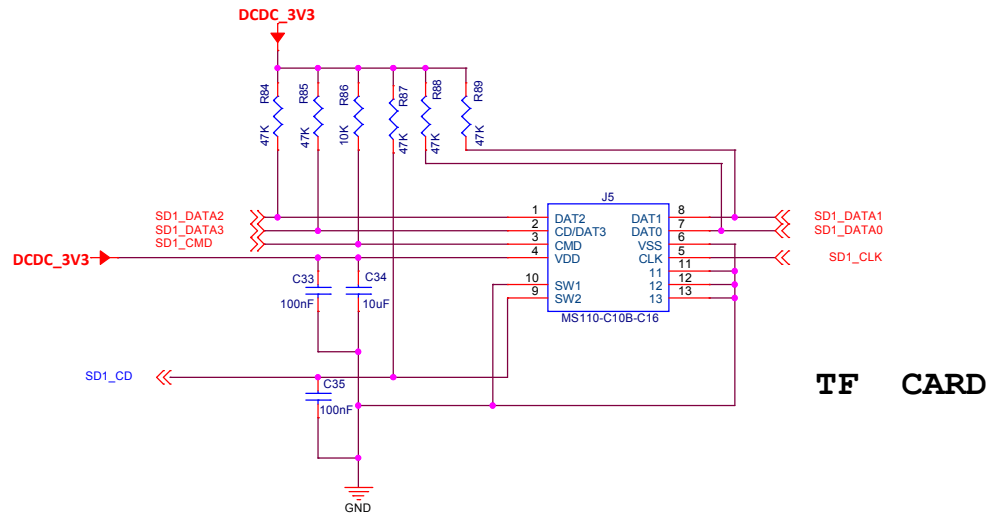 DCDC_3V3
R84
R85
R86
R87
R88
R89
47K
47K
10K
47K
47K
47K
J5
SD1_DATA2
1
DAT2
DAT1
8
SD1_DATA1
SD1_DATA3
2
CD/DAT3
DAT0
7
SD1_DATA0
SD1_CMD
3
CMD
VSS
6
DCDC_3V3
4
VDD
CLK
5
SD1_CLK
11
11
C33
C34
10
SW1
12
12
100nF
10uF
9
SW2
13
13
MS110-C10B-C16
SD1_CD
C35
100nF
TF CARD
GND